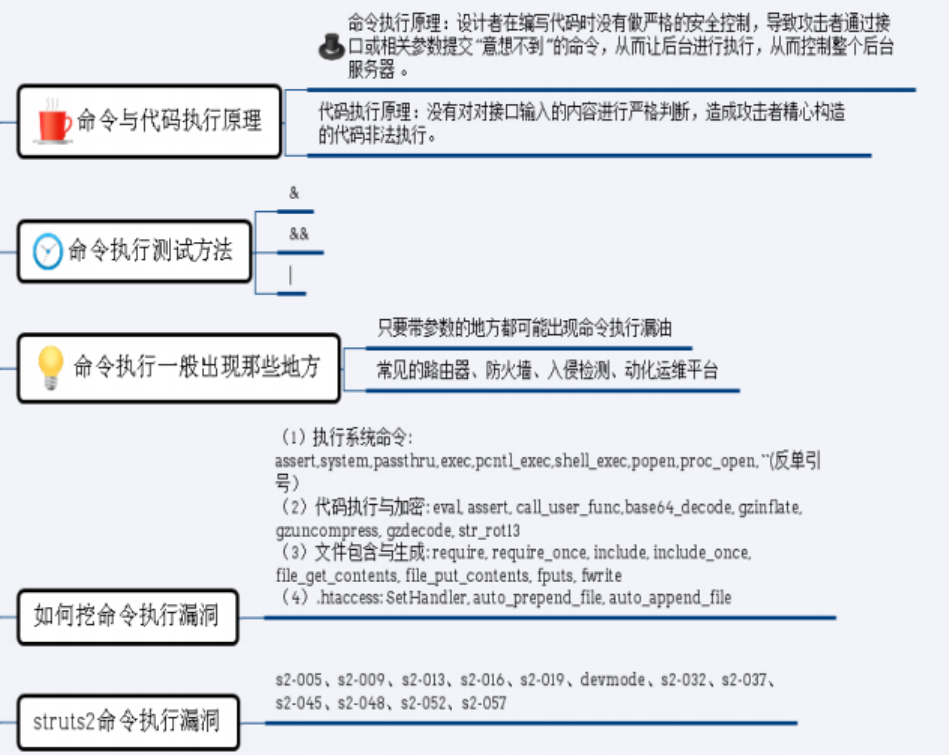 命令执行原理：设计者在编写代码时没有做严格的安全控制，导致攻击者通过接
口或相关参数提交“意想不到”的命令，从而让后台进行执行，从而控制整个后台
服务器 。
命令与代码执行原理
代码执行原理：没有对对接口输入的内容进行严格判断，造成攻击者精心构造
的代码非法执行。
&
命令执行测试方法
&&
|
只要带参数的地方都可能出现命令执行漏油
命令执行一般出现那些地方
常见的路由器、防火墙、入侵检测、动化运维平台
（1）执行系统命令:
assert,system,passthru,exec,pcntl_exec,shell_exec,popen,proc_open,``(反单引
号）
（2）代码执行与加密: eval, assert, call_user_func,base64_decode, gzinflate,
gzuncompress, gzdecode, str_rot13
（3）文件包含与生成: require, require_once, include, include_once,
file_get_contents, file_put_contents, fputs, fwrite
（4）.htaccess: SetHandler, auto_prepend_file, auto_append_file
如何挖命令执行漏洞
s2-005、s2-009、s2-013、s2-016、s2-019、devmode、s2-032、s2-037、
s2-045、s2-048、s2-052、s2-057
struts2命令执行漏洞